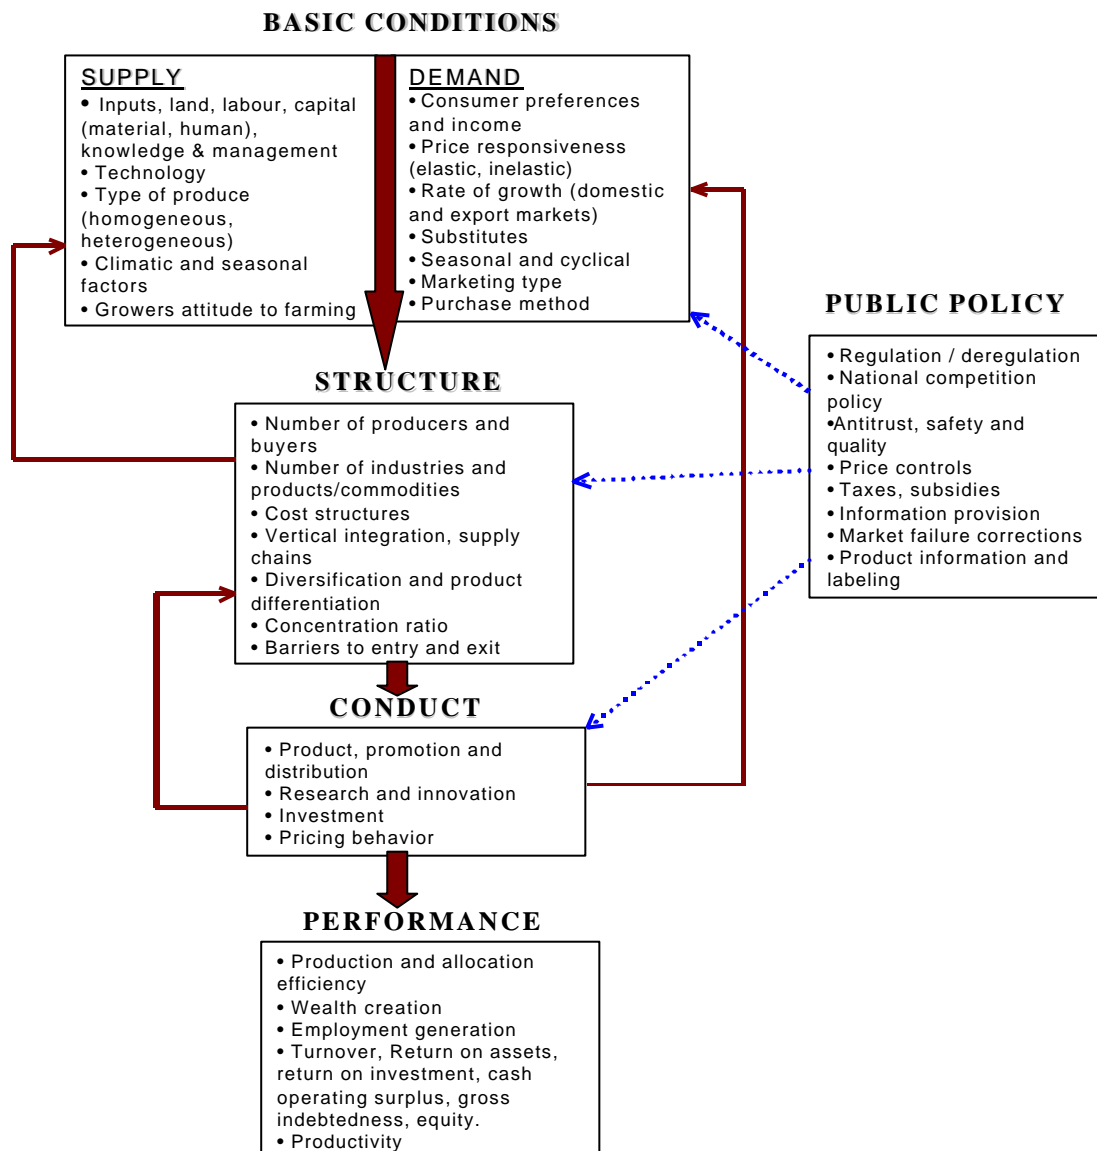 BASIC CONDITIONS
SUPPLY
• Inputs, land, labour, capital
(material, human),
knowledge & management
• Technology
• Type of produce
(homogeneous,
heterogeneous)
• Climatic and seasonal
factors
• Growers attitude to farming
DEMAND
• Consumer preferences
and income
• Price responsiveness
(elastic, inelastic)
• Rate of growth (domestic
and export markets)
• Substitutes
• Seasonal and cyclical
• Marketing type
• Purchase method
PUBLIC POLICY
• Regulation / deregulation
• National competition
policy
•Antitrust, safety and
quality
• Price controls
• Taxes, subsidies
• Information provision
• Market failure corrections
• Product information and
labeling
STRUCTURE
• Number of producers and
buyers
• Number of industries and
products/commodities
• Cost structures
• Vertical integration, supply
chains
• Diversification and product
differentiation
• Concentration ratio
• Barriers to entry and exit
CONDUCT
• Product, promotion and
distribution
• Research and innovation
• Investment
• Pricing behavior
PERFORMANCE
• Production and allocation
efficiency
• Wealth creation
• Employment generation
• Turnover, Return on assets,
return on investment, cash
operating surplus, gross
indebtedness, equity.
• Productivity